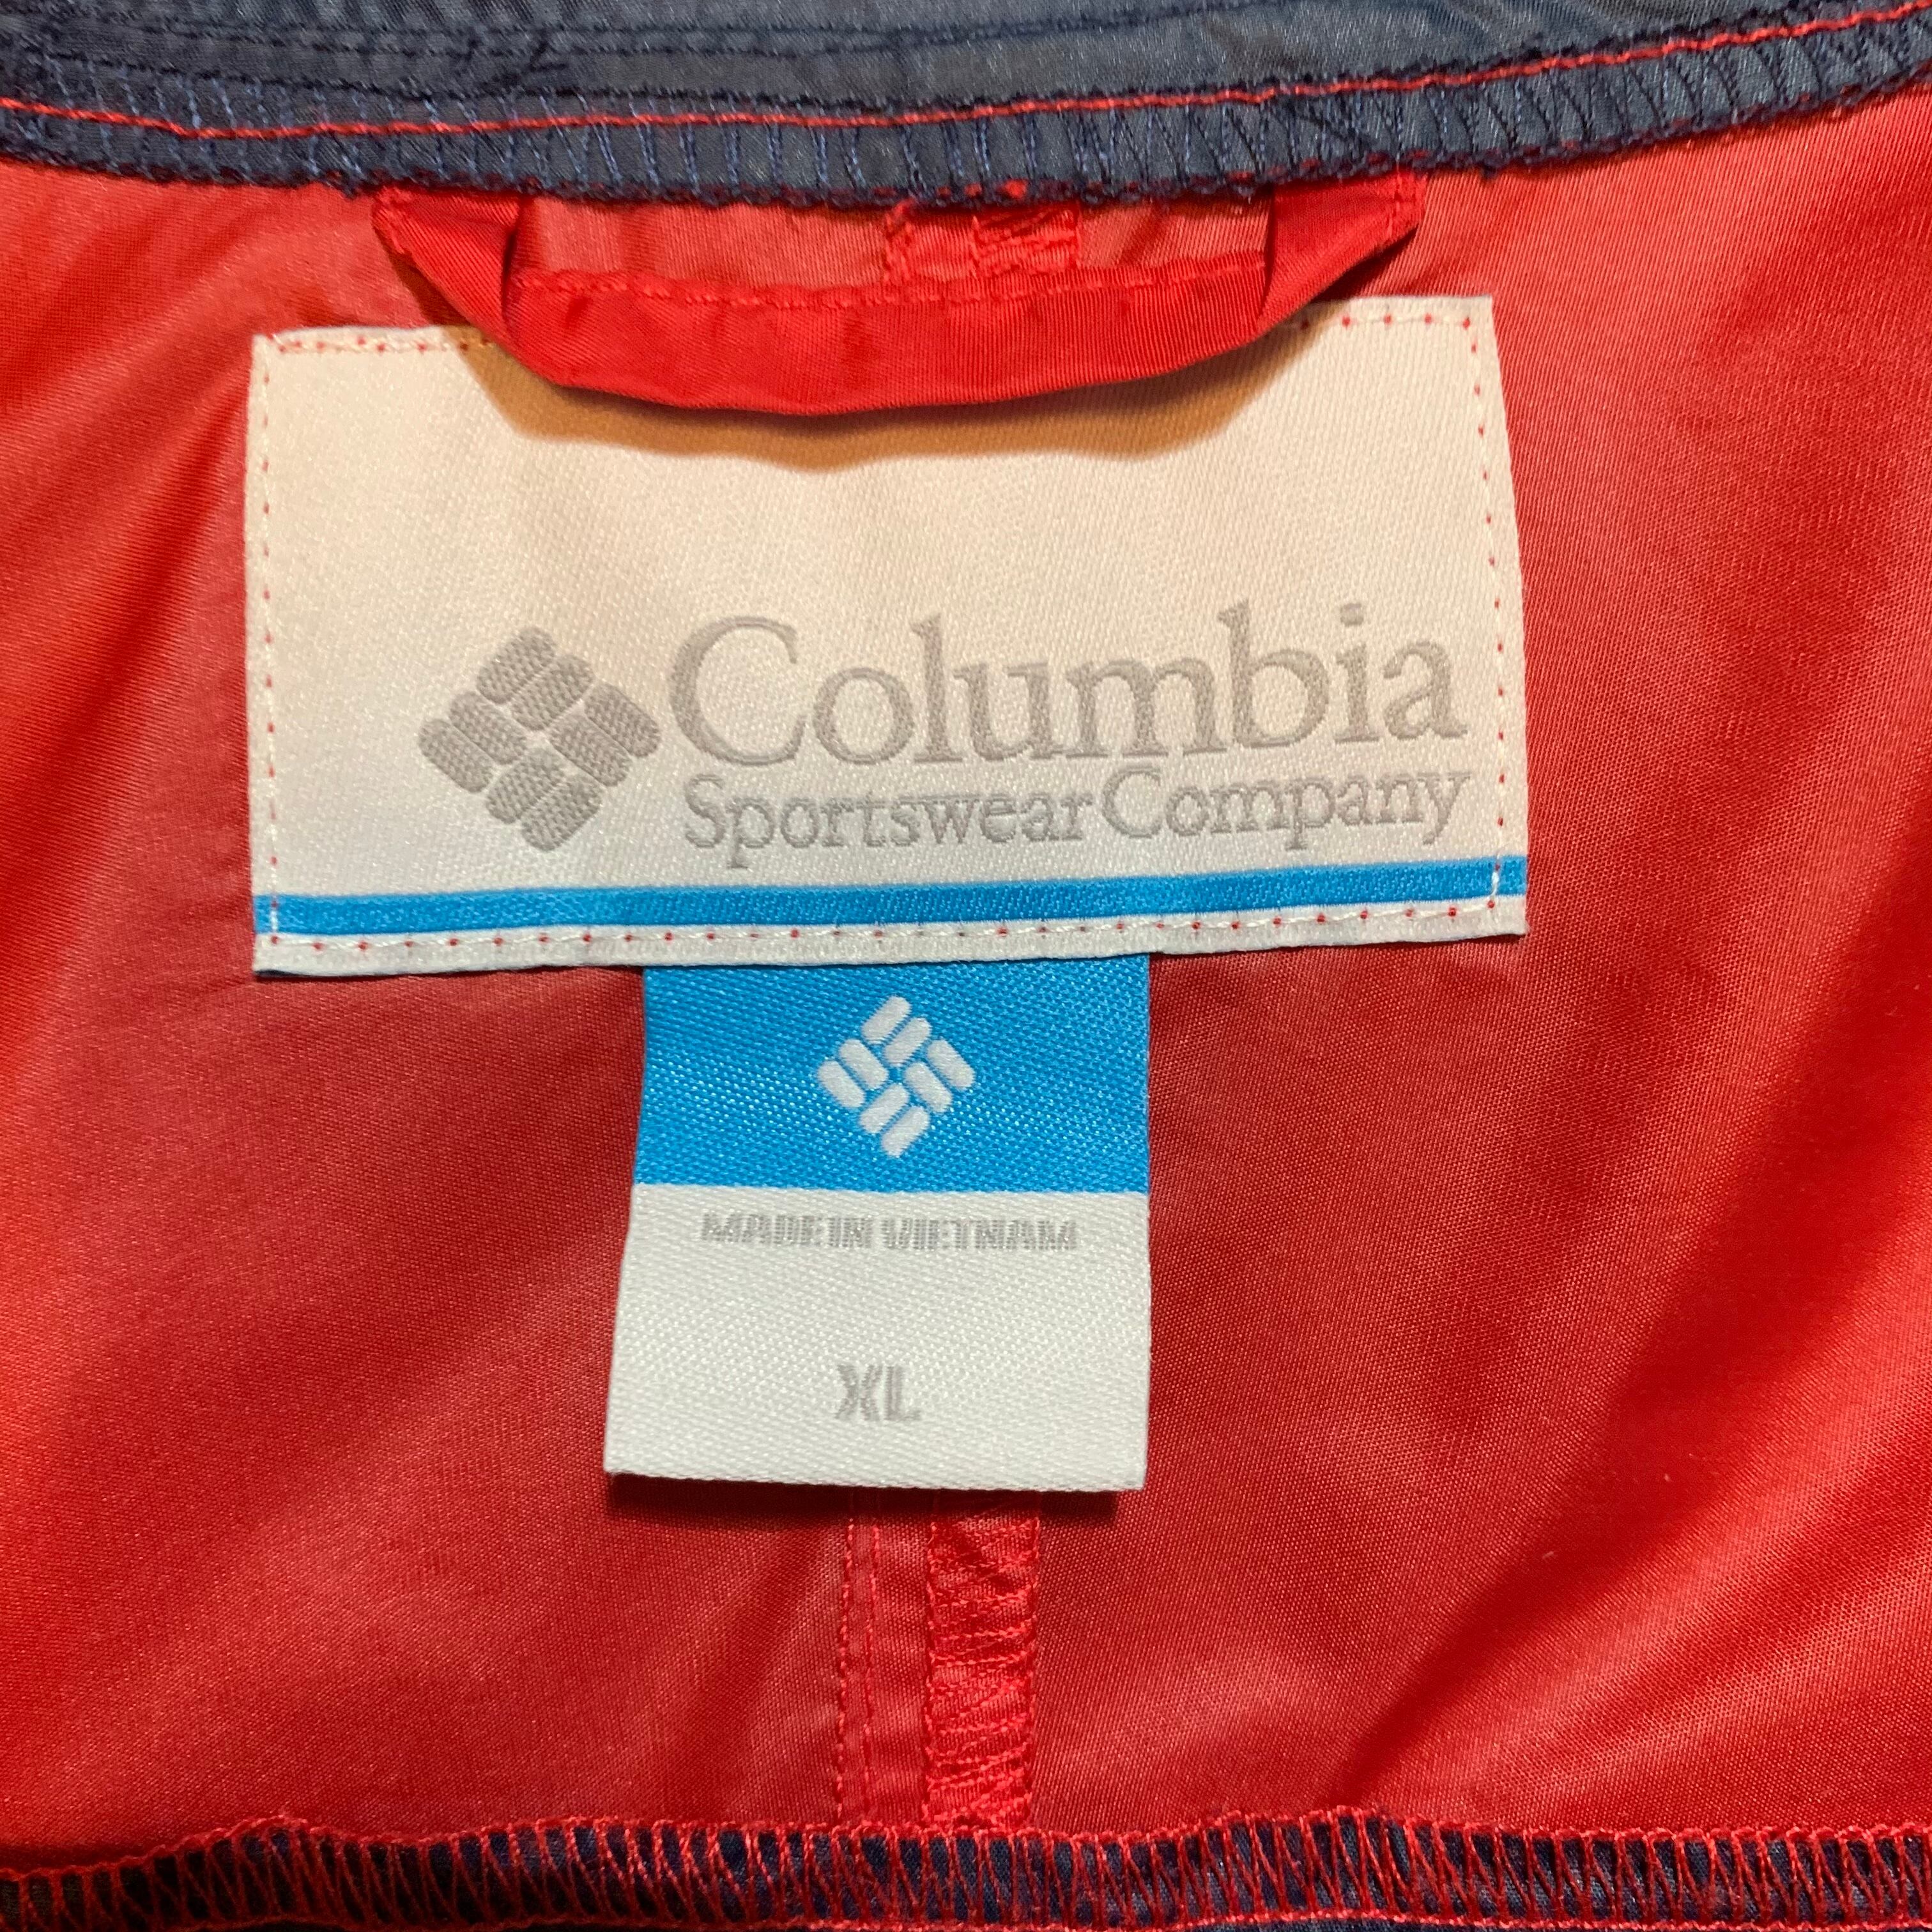 Columbia
Sportswear Company
MADE IN VIETNAM
XL